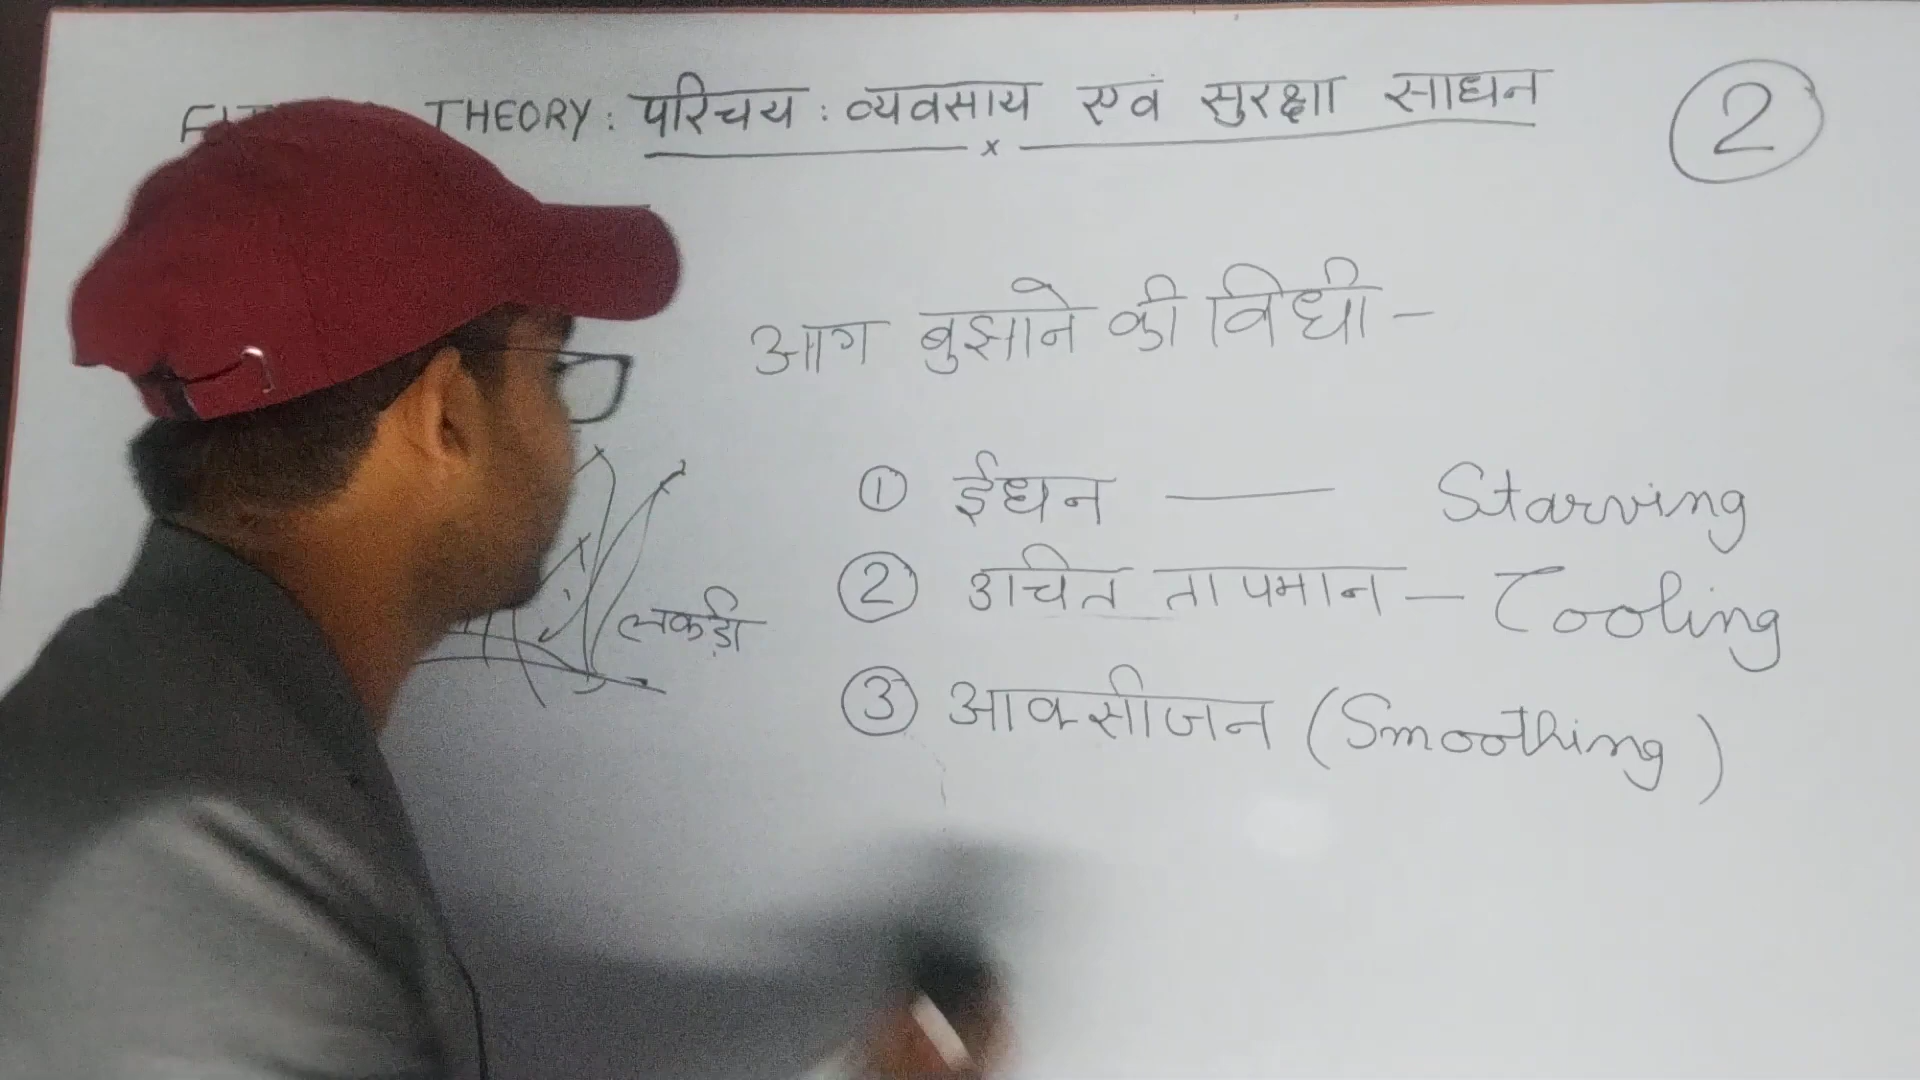 THEORY: परिचय : व्यवसाय एवं सुरक्षा साधन
2
आग बुझाने की विधी -
① ईधन — Starving
② उचित तापमान - Cooling
③ आक्सीजन (Smoothing)
लकड़ी